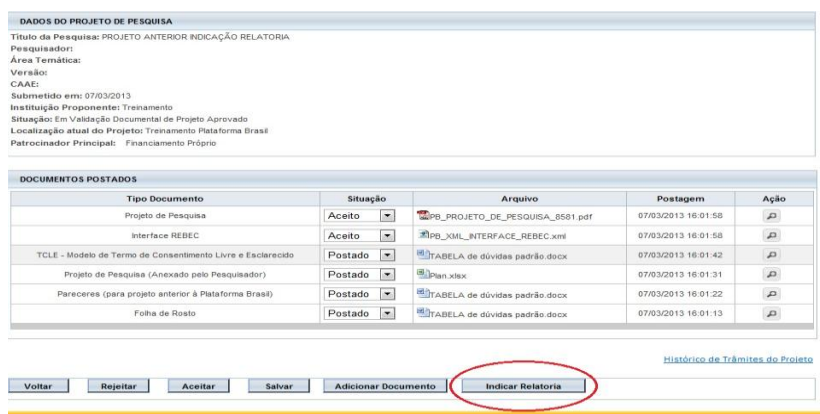 DADOS DO PROJETO DE PESQUISA
Título da Pesquisa: PROJETO ANTERIOR INDICAÇÃO RELATORIA
Pesquisador:
Área Temática:
Versão:
CAAE:
Submetido em: 07/03/2013
Instituição Proponente: Treinamento
Situação: Em Validação Documental de Projeto Aprovado
Localização atual do Projeto: Treinamento Plataforma Brasil
Patrocinador Principal: Financiamento Próprio
DOCUMENTOS POSTADOS
Tipo Documento Situação Arquivo Postagem Ação
Projeto de Pesquisa Aceito PB_PROJETO_DE_PESQUISA_8581.pdf 07/03/2013 16:01:58
Interface REBEC Aceito PB_XML_INTERFACE_REBEC.xml 07/03/2013 16:01:58
TCLE - Modelo de Termo de Consentimento Livre e Esclarecido Postado TABELA de dúvidas padrão.docx 07/03/2013 16:01:42
Projeto de Pesquisa (Anexado pelo Pesquisador) Postado Plan.xlex 07/03/2013 16:01:31
Pareceres (para projeto anterior à Plataforma Brasil) Postado TABELA de dúvidas padrão.docx 07/03/2013 16:01:22
Folha de Rosto Postado TABELA de dúvidas padrão.docx 07/03/2013 16:01:13
Histórico de Trâmites do Projeto
Voltar Rejeitar Aceitar Salvar Adicionar Documento Indicar Relatoria